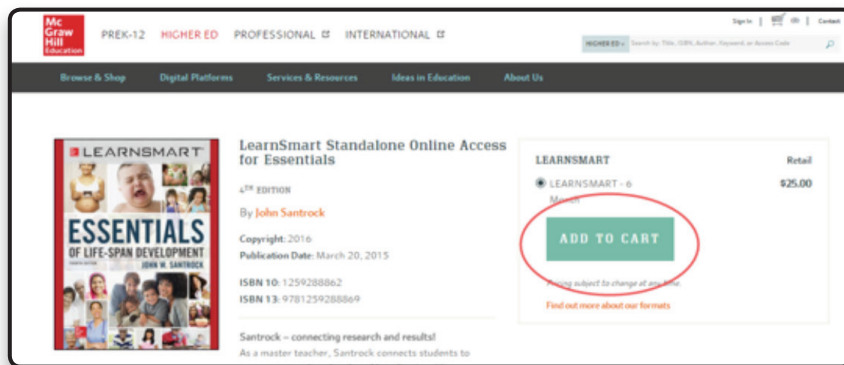 Mc
Graw
Hill
Education
PREK-12 HIGHER ED PROFESSIONAL INTERNATIONAL
Sign In | (0) | Contact
HIGHER ED Search by: Title, ISBN, Author, Keyword, or Access Code
Browse & Shop Digital Platforms Services & Resources Ideas in Education About Us
LEARNSMART
ESSENTIALS
OF LIFE-SPAN DEVELOPMENT
FOURTH EDITION
JOHN W. SANTROCK
LearnSmart Standalone Online Access
for Essentials
4TH EDITION
By John Santrock
Copyright: 2016
Publication Date: March 20, 2015
ISBN 10: 1259288862
ISBN 13: 9781259288869
Santrock – connecting research and results!
As a master teacher, Santrock connects students to
LEARNSMART Retail
LEARNSMART - 6 $25.00
Month
ADD TO CART
Pricing subject to change at any time.
Find out more about our formats